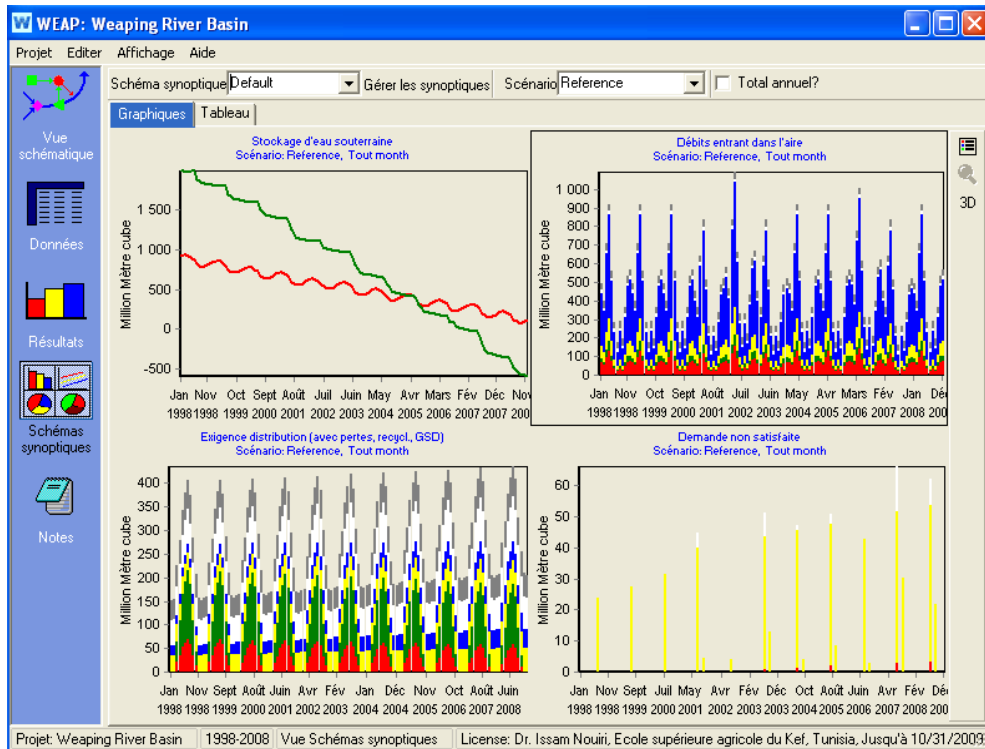 WEAP: Weaping River Basin
Projet Editer Affichage Aide
Schéma synoptique Default Gérer les synoptiques Scénario Reference Total annuel?
Graphiques Tableau
Vue schématique
Données
Résultats
Schémas synoptiques
Notes
3D
Stockage d'eau souterraine
Scénario: Reference, Tout month
Million Mètre cube
1 500
1 000
500
0
-500
Jan Nov Oct Sept Août Juil Juin May Avr Mars Fév Déc Nov
1998 1998 1999 2000 2001 2002 2003 2004 2005 2006 2007 2007 200
Débits entrant dans l'aire
Scénario: Reference, Tout month
Million Mètre cube
1 000
900
800
700
600
500
400
300
200
100
0
Jan Nov Oct Sept Août Juil Juin May Avr Mars Fév Jan Déc
1998 1998 1999 2000 2001 2002 2003 2004 2005 2006 2007 2008 200
Exigence distribution (avec pertes, recycl., GSD)
Scénario: Reference, Tout month
Million Mètre cube
400
350
300
250
200
150
100
50
0
Jan Nov Sept Août Juin Avr Fév Jan Déc Nov Oct Août Juin
1998 1998 1999 2000 2001 2002 2003 2004 2004 2005 2006 2007 2008
Demande non satisfaite
Scénario: Reference, Tout month
Million Mètre cube
60
50
40
30
20
10
0
Jan Nov Sept Juil May Avr Fév Déc Oct Août Juin Avr Fév Déc
1998 1998 1999 2000 2001 2002 2003 2003 2004 2005 2006 2007 2008 200
Projet: Weaping River Basin 1998-2008 Vue Schémas synoptiques License: Dr. Issam Nouiri, Ecole supérieure agricole du Kef, Tunisia, Jusqu'à 10/31/2009